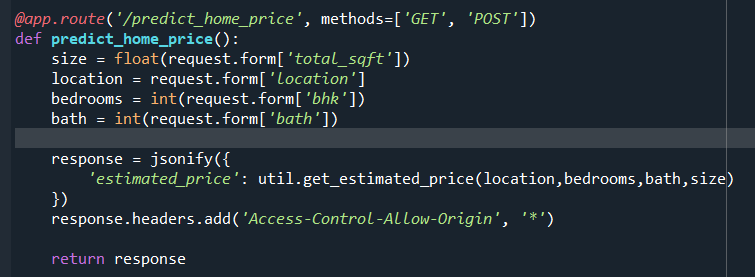 @app.route('/predict_home_price', methods=['GET', 'POST'])
def predict_home_price():
    size = float(request.form['total_sqft'])
    location = request.form['location']
    bedrooms = int(request.form['bhk'])
    bath = int(request.form['bath'])
    response = jsonify({
        'estimated_price': util.get_estimated_price(location,bedrooms,bath,size)
    })
    response.headers.add('Access-Control-Allow-Origin', '*')
    return response